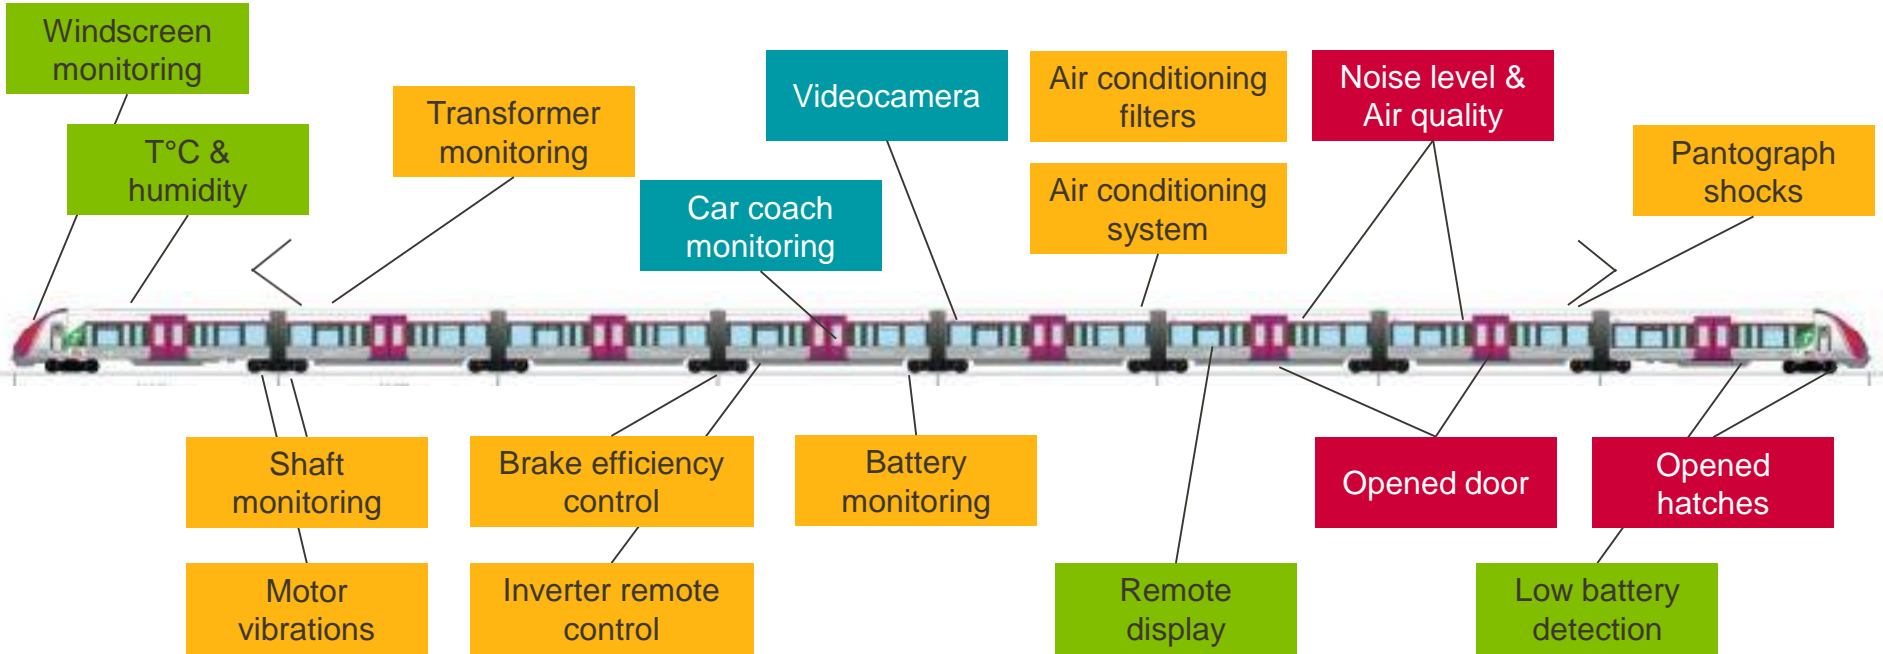 Windscreen
monitoring
T°C &
humidity
Transformer
monitoring
Car coach
monitoring
Videocamera
Air conditioning
filters
Air conditioning
system
Noise level &
Air quality
Pantograph
shocks
Shaft
monitoring
Motor
vibrations
Brake efficiency
control
Inverter remote
control
Battery
monitoring
Remote
display
Opened door
Opened
hatches
Low battery
detection